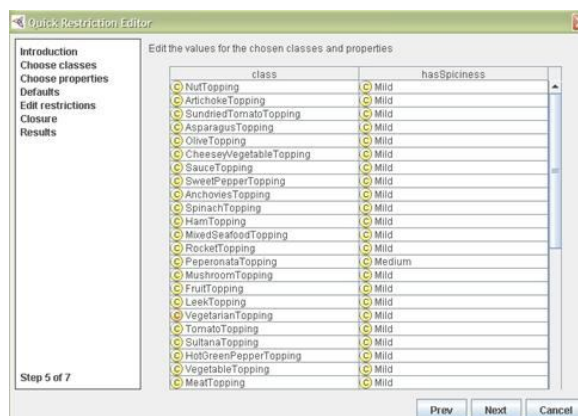 Quick Restriction Editor
Introduction
Choose classes
Choose properties
Defaults
Edit restrictions
Closure
Results
Step 5 of 7
Edit the values for the chosen classes and properties
class hasSpiciness
C NutTopping C Mild
C ArtichokeTopping C Mild
C SundriedTomatoTopping C Mild
C AsparagusTopping C Mild
C OliveTopping C Mild
C CheeseyVegetableTopping C Mild
C SauceTopping C Mild
C SweetPepperTopping C Mild
C AnchoviesTopping C Mild
C SpinachTopping C Mild
C HamTopping C Mild
C MixedSeafoodTopping C Mild
C RocketTopping C Mild
C PeperonataTopping C Medium
C MushroomTopping C Mild
C FruitTopping C Mild
C LeekTopping C Mild
C VegetarianTopping C Mild
C TomatoTopping C Mild
C SultanaTopping C Mild
C HotGreenPepperTopping C Mild
C VegetableTopping C Mild
C MeatTopping C Mild
Prev Next Cancel